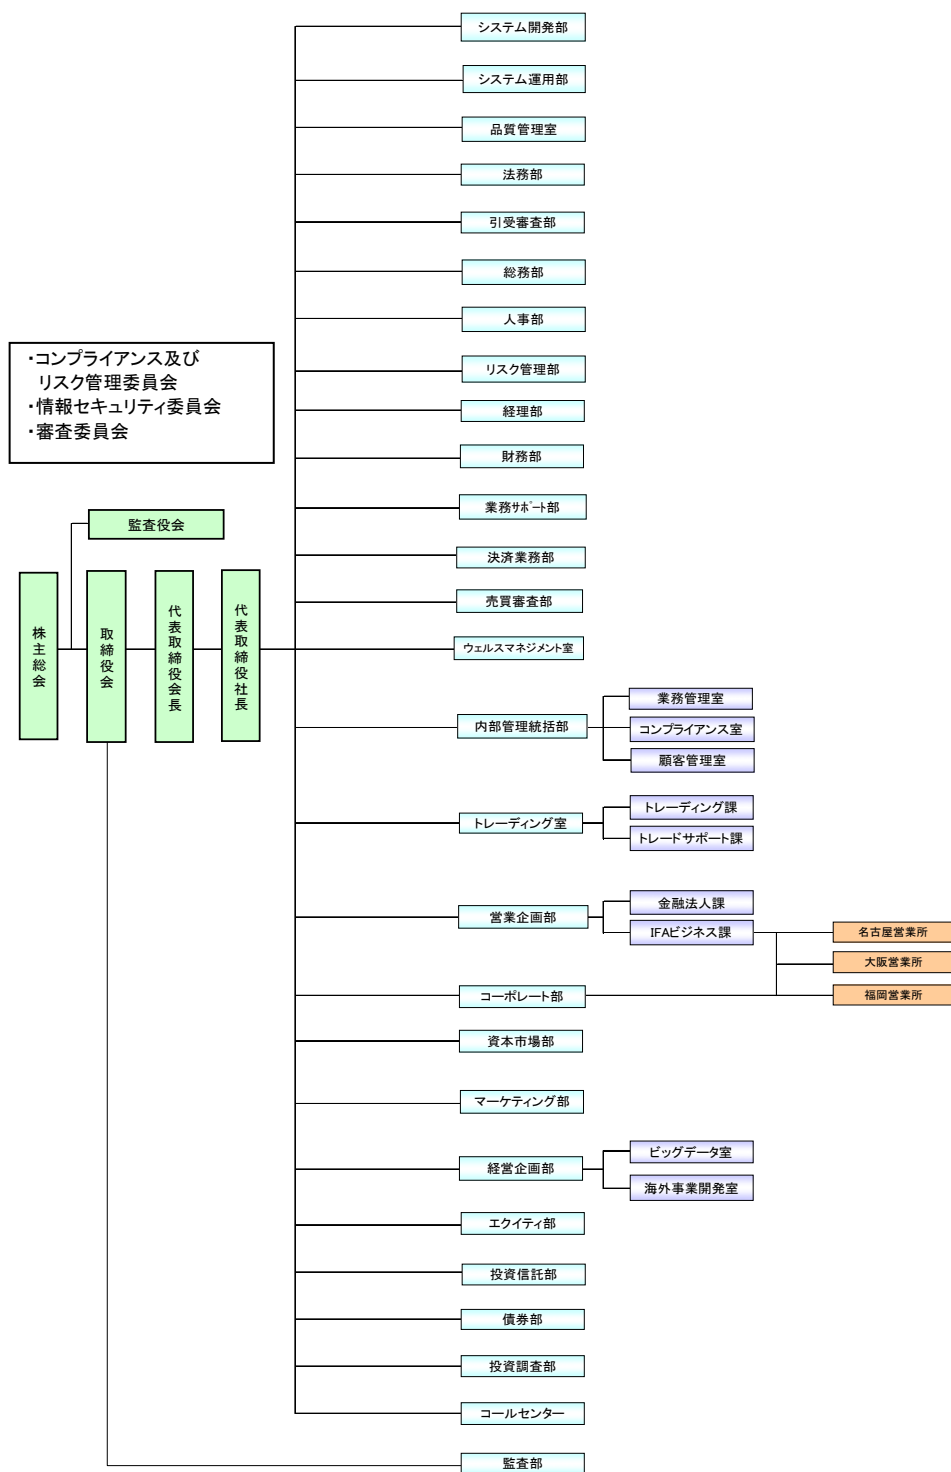 システム開発部
システム運用部
品質管理室
法務部
引受審査部
総務部
人事部
・コンプライアンス及び
リスク管理委員会
・情報セキュリティ委員会
・審査委員会
リスク管理部
経理部
財務部
業務サポート部
監査役会
決済業務部
売買審査部
株主総会
取締役会
代表取締役会長
代表取締役社長
ウェルスマネジメント室
内部管理統括部
業務管理室
コンプライアンス室
顧客管理室
トレーディング室
トレーディング課
トレードサポート課
営業企画部
金融法人課
IFAビジネス課
名古屋営業所
大阪営業所
コーポレート部
福岡営業所
資本市場部
マーケティング部
経営企画部
ビッグデータ室
海外事業開発室
エクイティ部
投資信託部
債券部
投資調査部
コールセンター
監査部